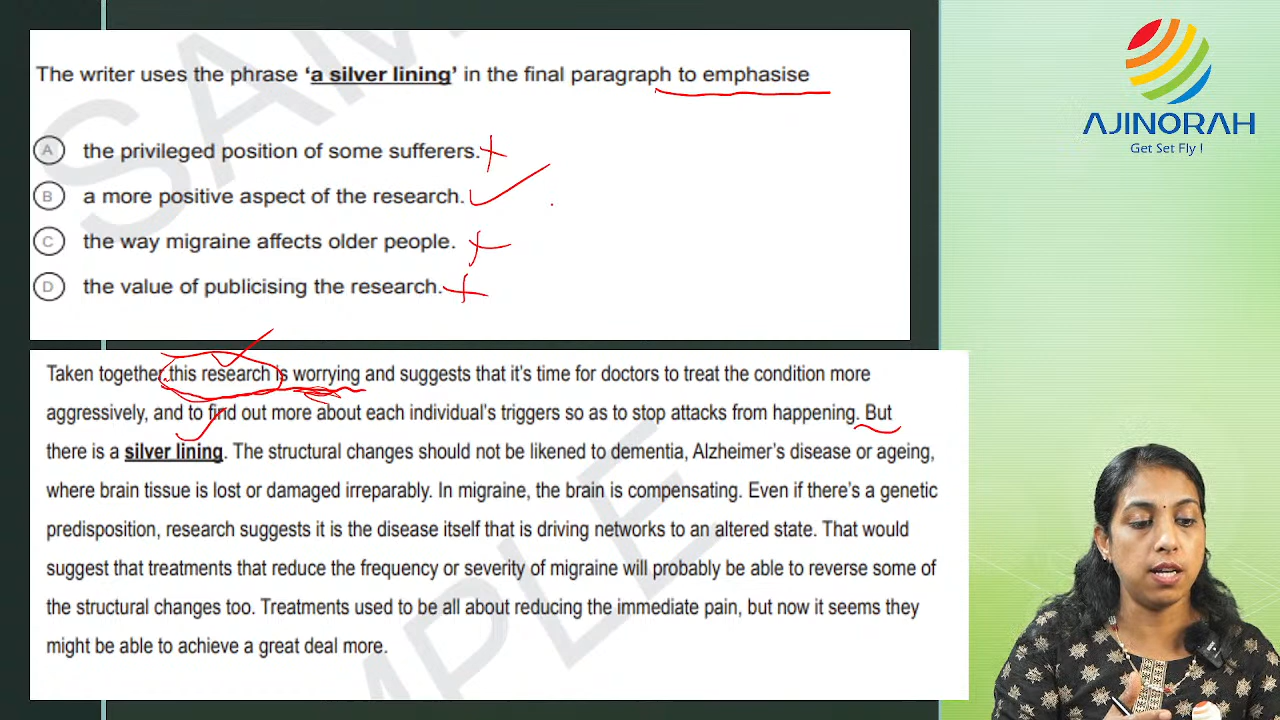 The writer uses the phrase ‘a silver lining’ in the final paragraph to emphasise
A the privileged position of some sufferers.
B a more positive aspect of the research.
C the way migraine affects older people.
D the value of publicising the research.
Taken together this research is worrying and suggests that it’s time for doctors to treat the condition more
aggressively, and to find out more about each individual’s triggers so as to stop attacks from happening. But
there is a silver lining. The structural changes should not be likened to dementia, Alzheimer’s disease or ageing,
where brain tissue is lost or damaged irreparably. In migraine, the brain is compensating. Even if there’s a genetic
predisposition, research suggests it is the disease itself that is driving networks to an altered state. That would
suggest that treatments that reduce the frequency or severity of migraine will probably be able to reverse some of
the structural changes too. Treatments used to be all about reducing the immediate pain, but now it seems they
might be able to achieve a great deal more.
AJINORAH
Get Set Fly !
SAM
MPLE